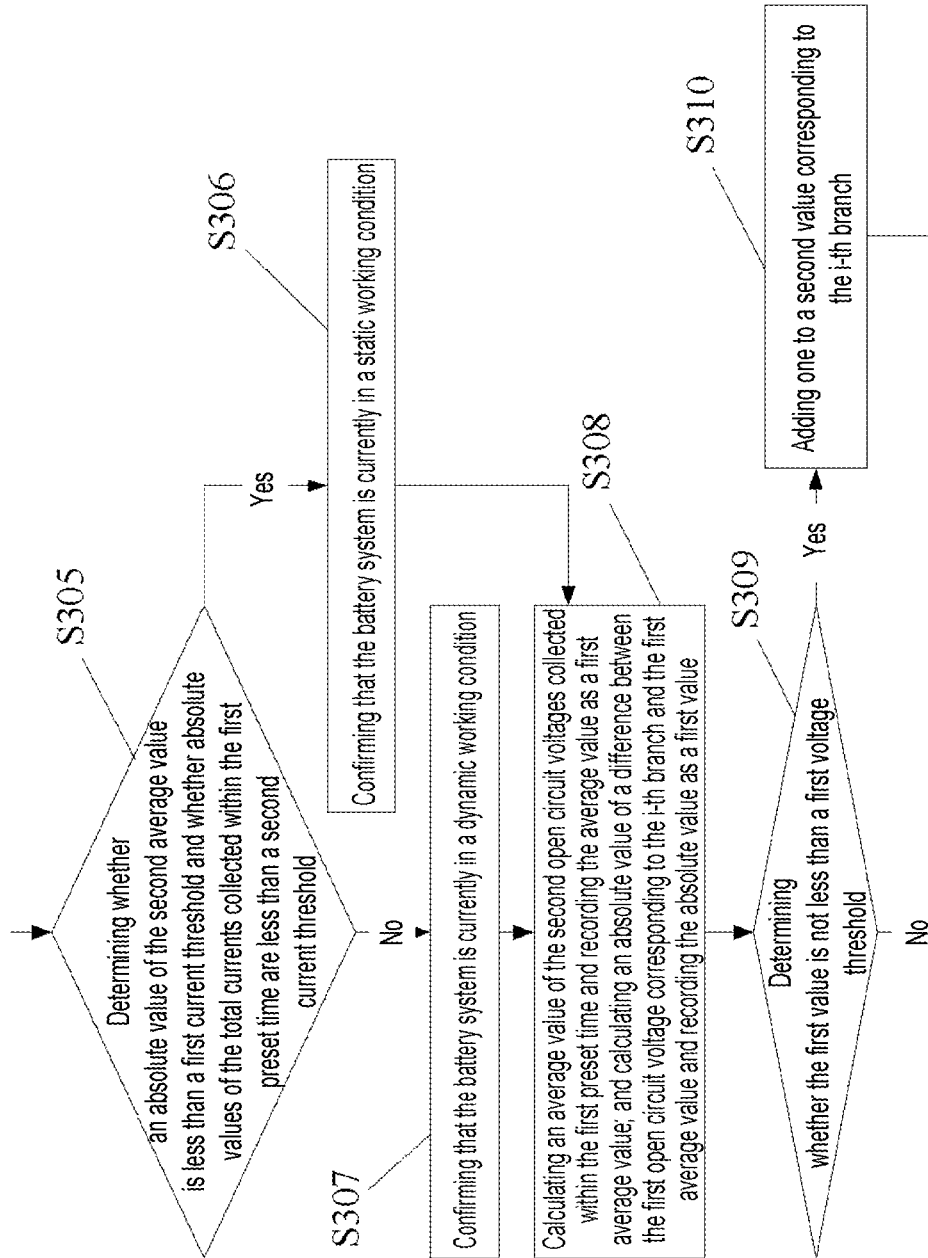 S305
Determining whether
an absolute value of the second average value
is less than a first current threshold and whether absolute
values of the total currents collected within the first
preset time are less than a second
current threshold
Yes
S306
Confirming that the battery system is currently in a static working condition
No
S307
Confirming that the battery system is currently in a dynamic working condition
S308
Calculating an average value of the second open circuit voltages collected
within the first preset time and recording the average value as a first
average value; and calculating an absolute value of a difference between
the first open circuit voltage corresponding to the i-th branch and the first
average value and recording the absolute value as a first value
S309
Determining
whether the first value is not less than a first voltage
threshold
Yes
S310
Adding one to a second value corresponding to
the i-th branch
No